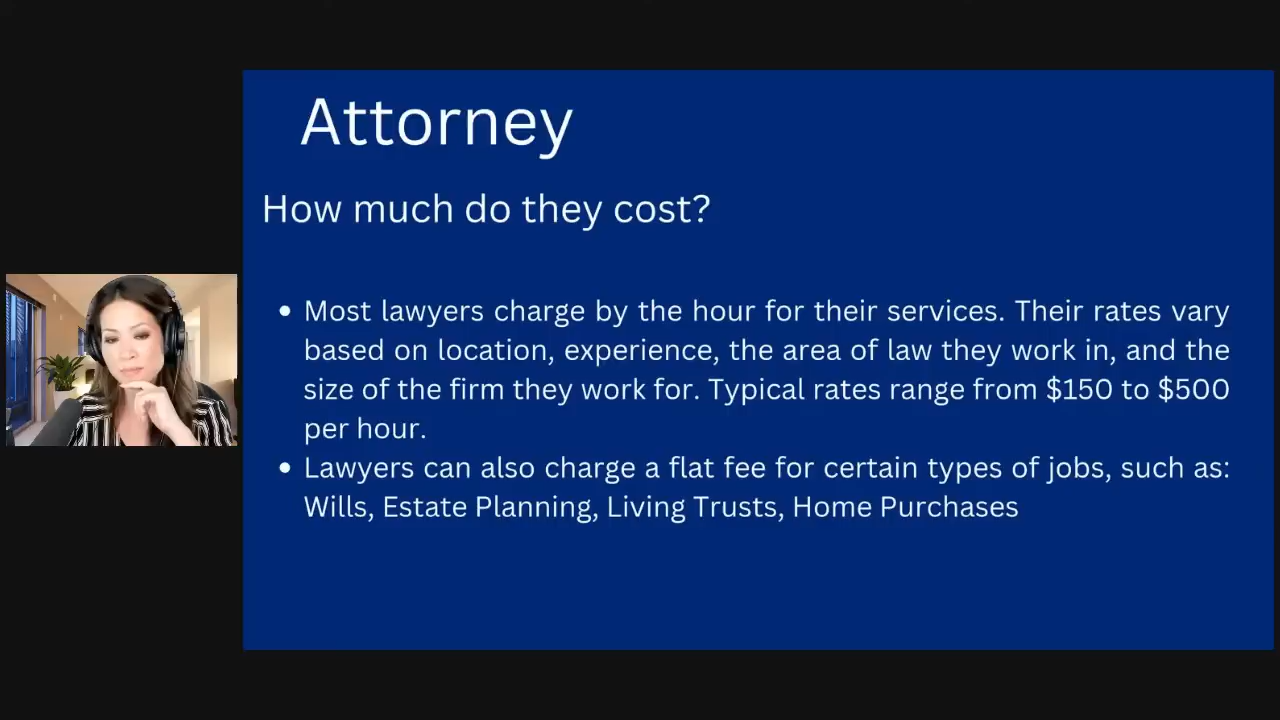 Attorney
How much do they cost?
• Most lawyers charge by the hour for their services. Their rates vary
based on location, experience, the area of law they work in, and the
size of the firm they work for. Typical rates range from $150 to $500
per hour.
• Lawyers can also charge a flat fee for certain types of jobs, such as:
Wills, Estate Planning, Living Trusts, Home Purchases